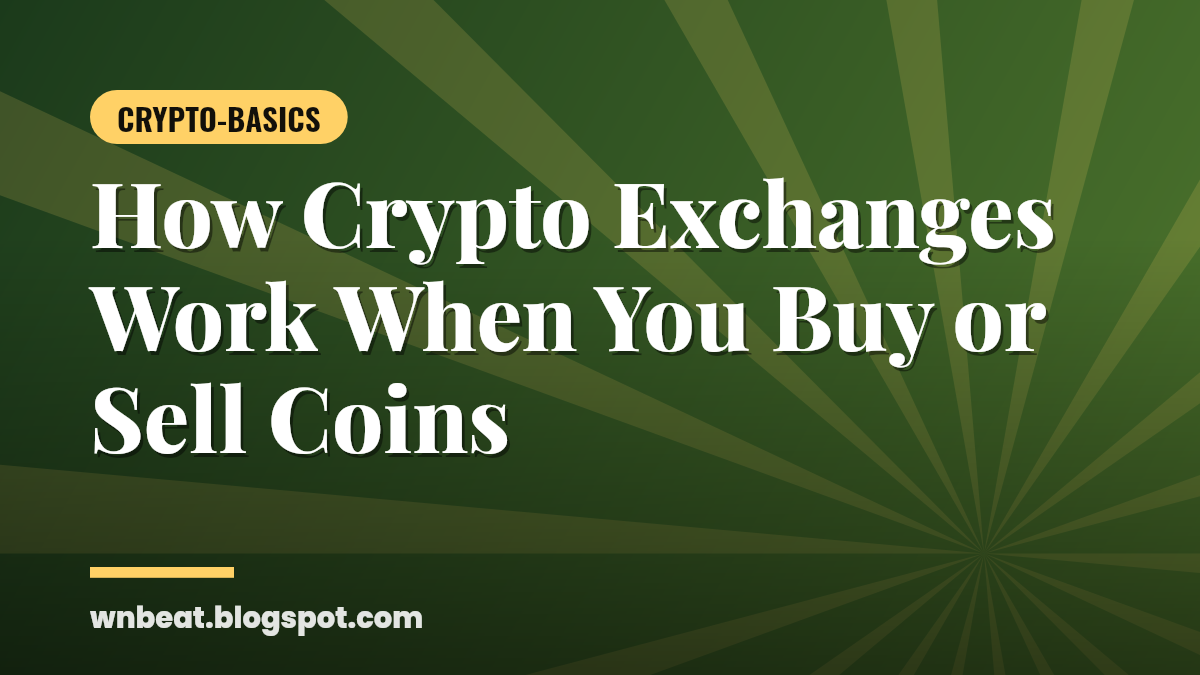 CRYPTO-BASICS
How Crypto Exchanges
Work When You Buy or
Sell Coins
wnbeat.blogspot.com